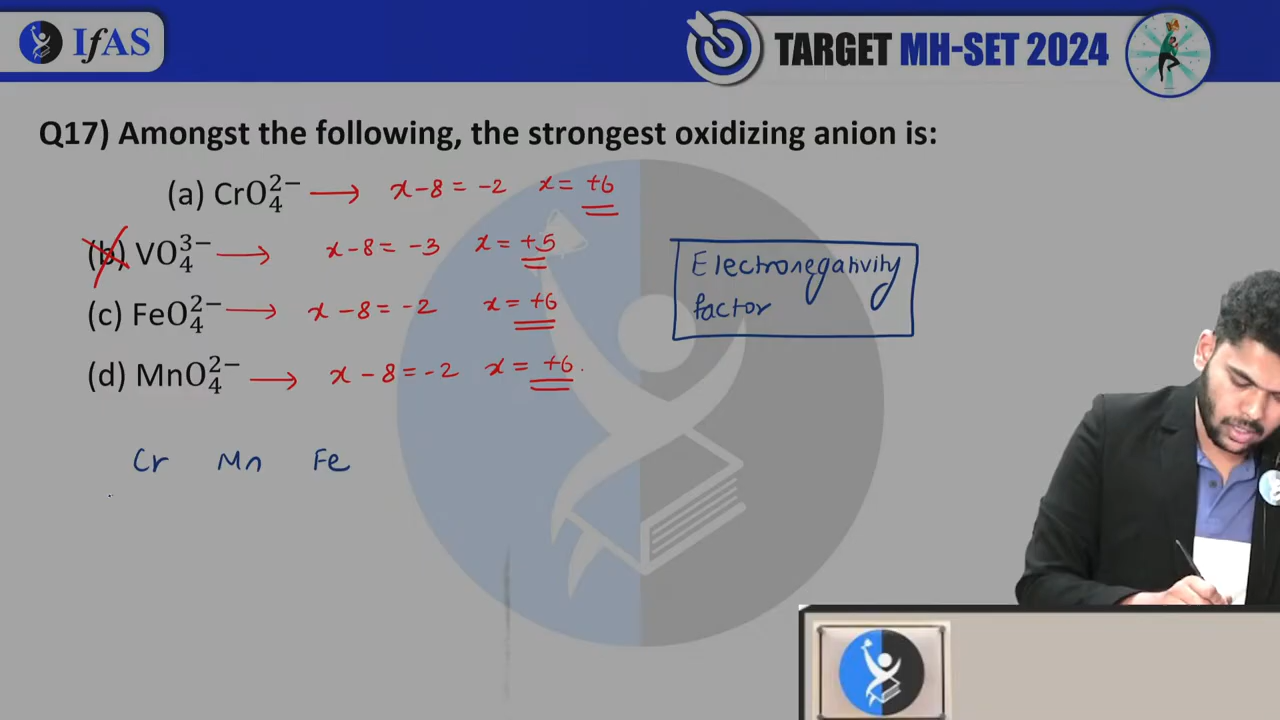 IfAS
TARGET MH-SET 2024
Q17) Amongst the following, the strongest oxidizing anion is:
(a) CrO₄²⁻ → x-8 = -2 x = +6
(b) VO₄³⁻ → x-8 = -3 x = +5
(c) FeO₄²⁻ → x-8 = -2 x = +6
(d) MnO₄²⁻ → x-8 = -2 x = +6.
Electronegativity
factor
Cr Mn Fe